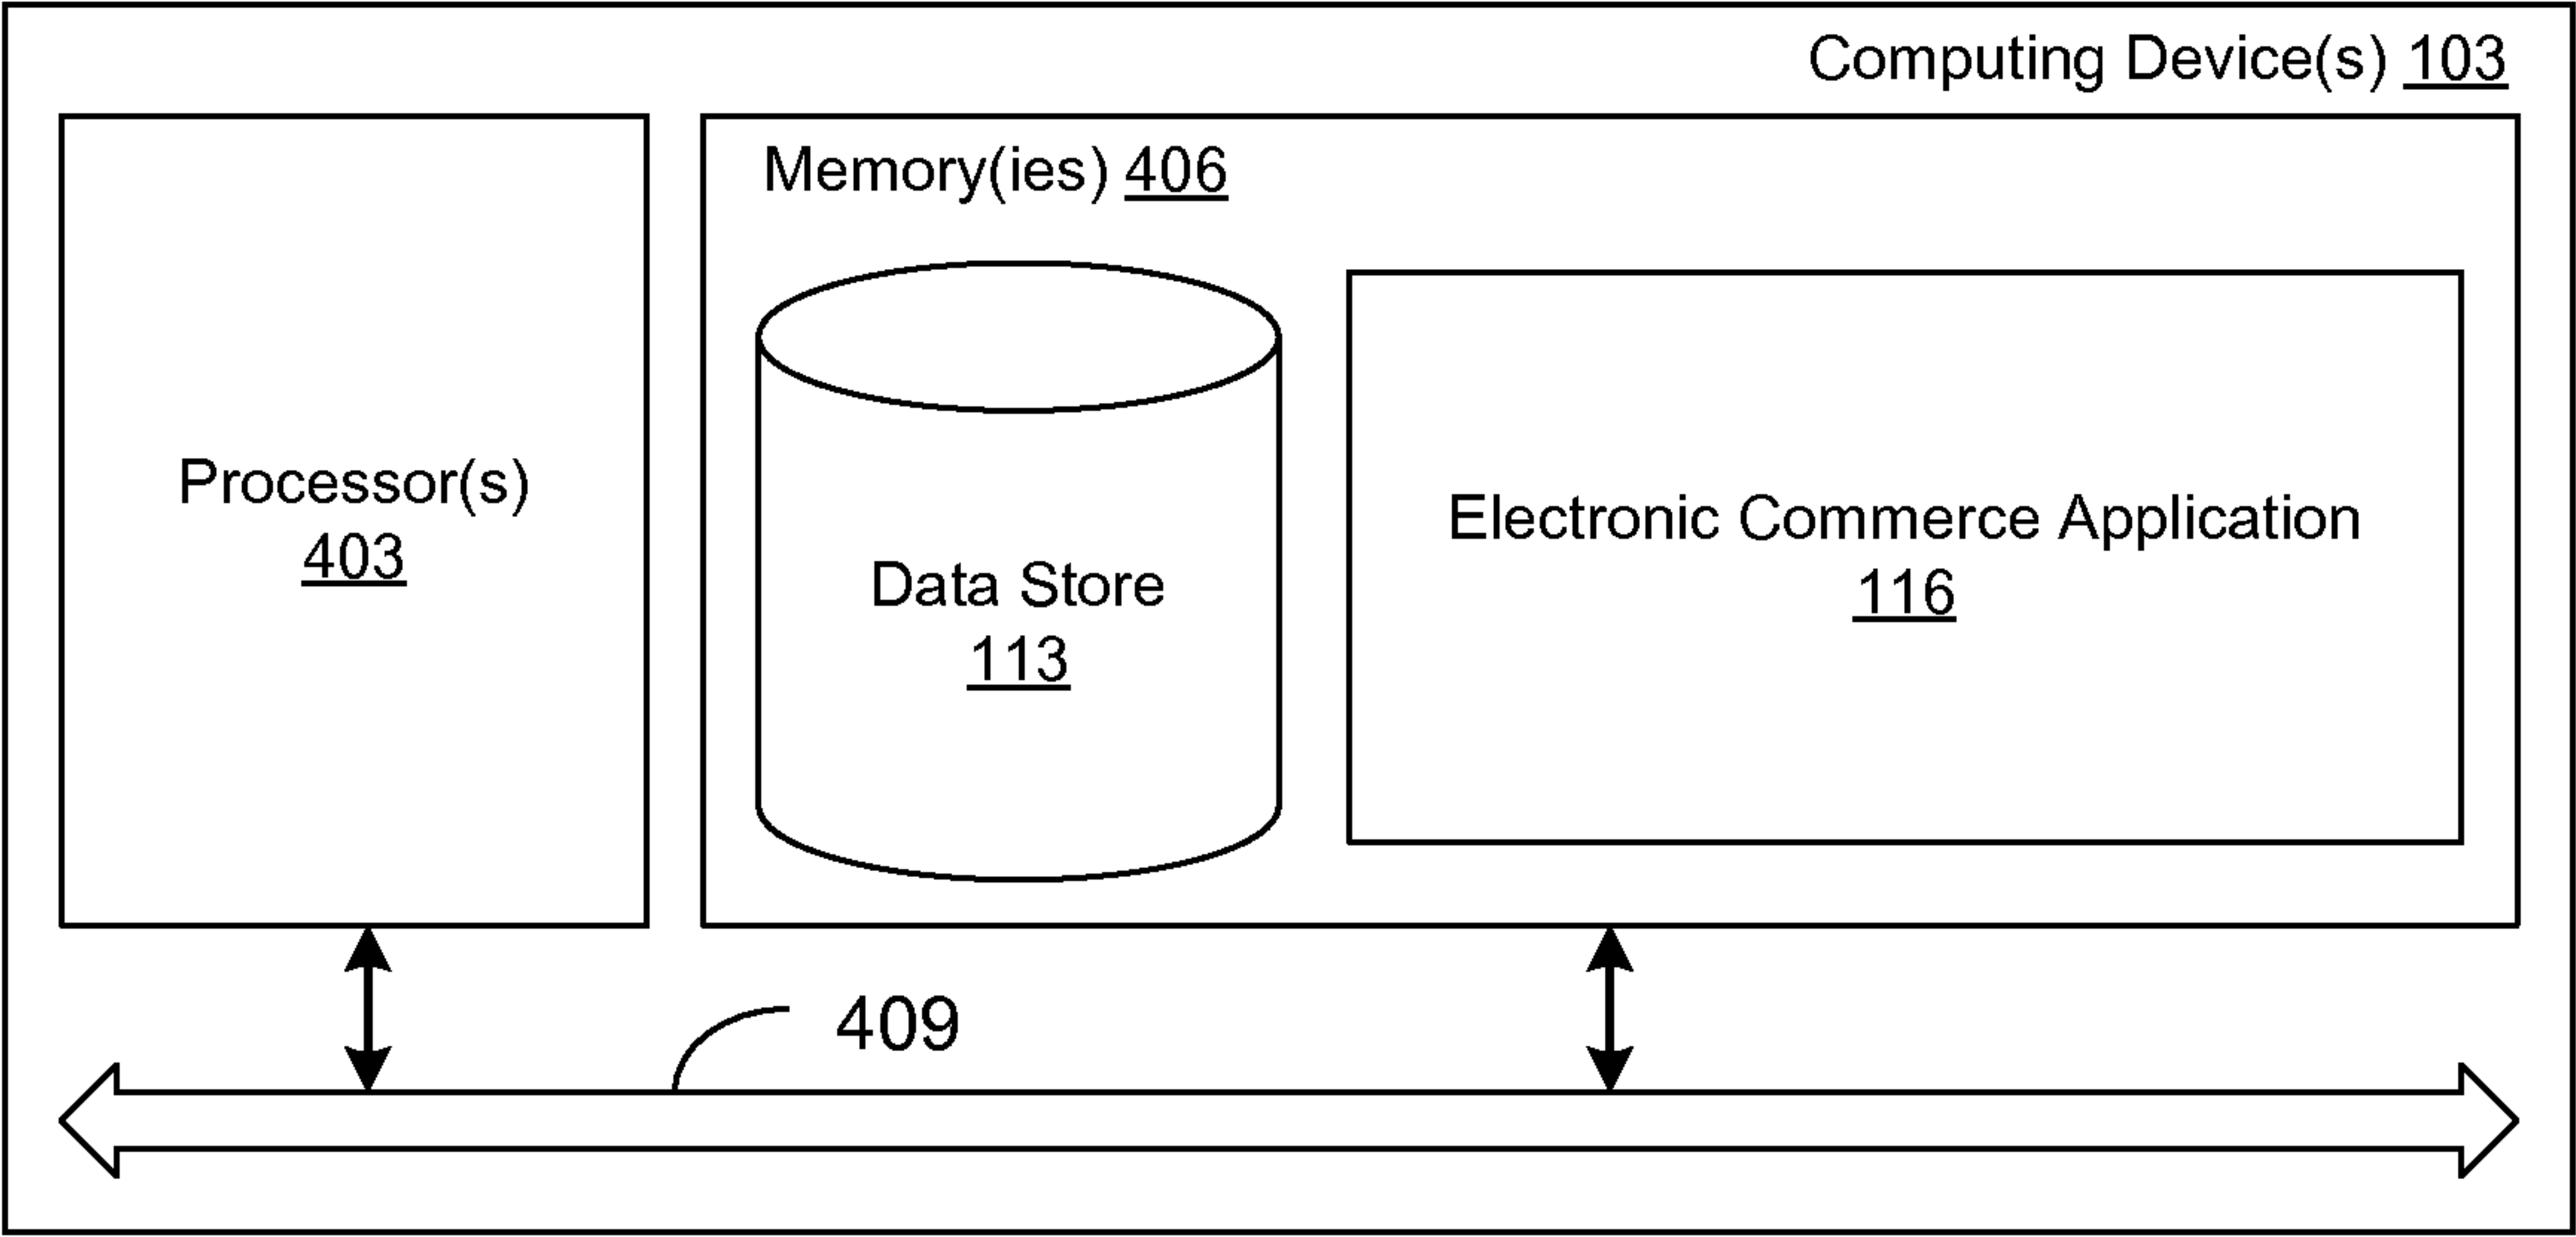 Computing Device(s) 103
Memory(ies) 406
Processor(s)
403
Data Store
113
Electronic Commerce Application
116
409